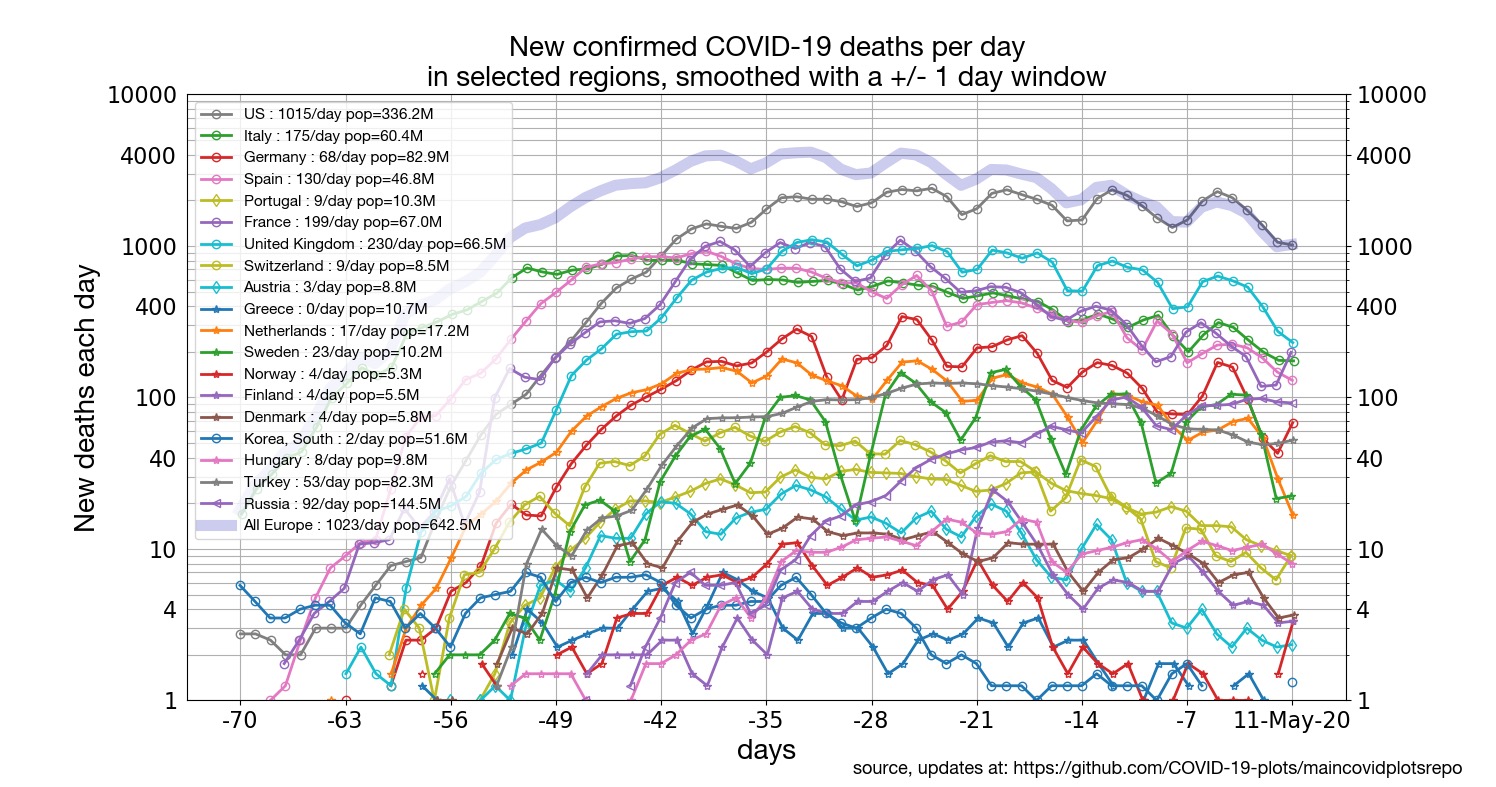 New confirmed COVID-19 deaths per day
in selected regions, smoothed with a +/- 1 day window
New deaths each day
10000
4000
1000
400
100
40
10
4
1
US : 1015/day pop=336.2M
Italy : 175/day pop=60.4M
Germany : 68/day pop=82.9M
Spain : 130/day pop=46.8M
Portugal : 9/day pop=10.3M
France : 199/day pop=67.0M
United Kingdom : 230/day pop=66.5M
Switzerland : 9/day pop=8.5M
Austria : 3/day pop=8.8M
Greece : 0/day pop=10.7M
Netherlands : 17/day pop=17.2M
Sweden : 23/day pop=10.2M
Norway : 4/day pop=5.3M
Finland : 4/day pop=5.5M
Denmark : 4/day pop=5.8M
Korea, South : 2/day pop=51.6M
Hungary : 8/day pop=9.8M
Turkey : 53/day pop=82.3M
Russia : 92/day pop=144.5M
All Europe : 1023/day pop=642.5M
10000
4000
1000
400
100
40
10
4
1
-70 -63 -56 -49 -42 -35 -28 -21 -14 -7 11-May-20
days
source, updates at: https://github.com/COVID-19-plots/maincovidplotsrepo